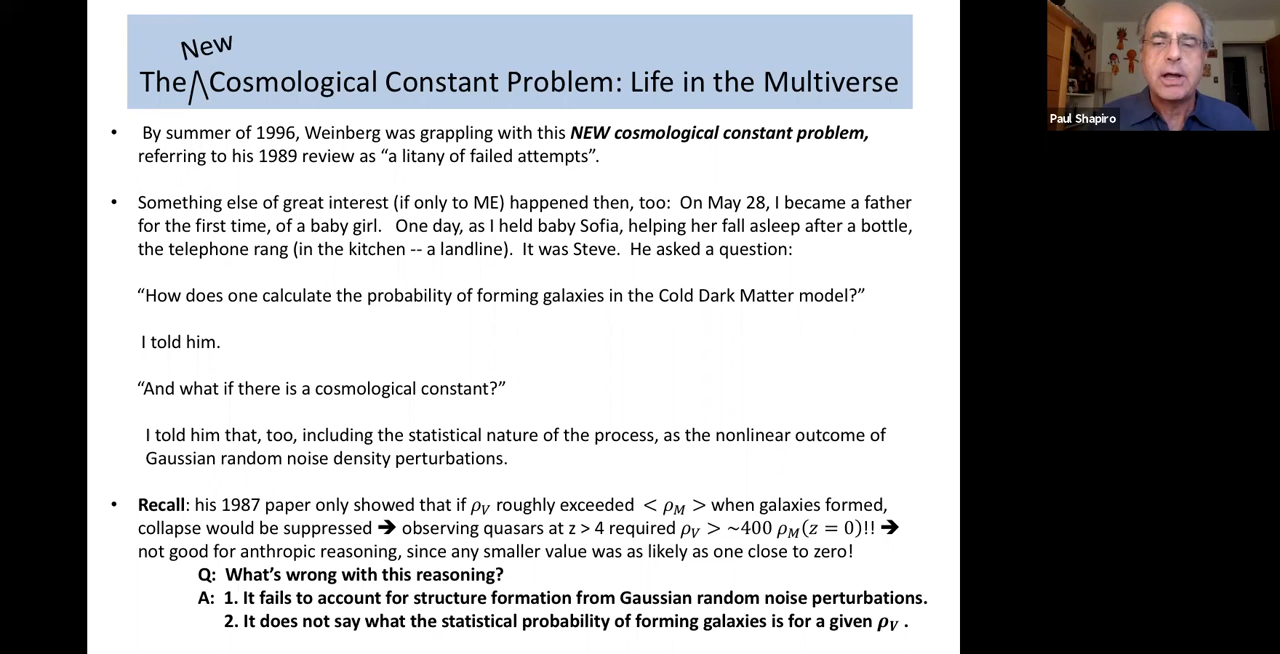 New
The⋀Cosmological Constant Problem: Life in the Multiverse
• By summer of 1996, Weinberg was grappling with this NEW cosmological constant problem,
referring to his 1989 review as “a litany of failed attempts”.
• Something else of great interest (if only to ME) happened then, too: On May 28, I became a father
for the first time, of a baby girl. One day, as I held baby Sofia, helping her fall asleep after a bottle,
the telephone rang (in the kitchen -- a landline). It was Steve. He asked a question:
“How does one calculate the probability of forming galaxies in the Cold Dark Matter model?”
I told him.
“And what if there is a cosmological constant?”
I told him that, too, including the statistical nature of the process, as the nonlinear outcome of
Gaussian random noise density perturbations.
• Recall: his 1987 paper only showed that if ρV roughly exceeded < ρM > when galaxies formed,
collapse would be suppressed ➔ observing quasars at z > 4 required ρV > ~400 ρM(z = 0)!! ➔
not good for anthropic reasoning, since any smaller value was as likely as one close to zero!
Q: What’s wrong with this reasoning?
A: 1. It fails to account for structure formation from Gaussian random noise perturbations.
2. It does not say what the statistical probability of forming galaxies is for a given ρV .
Paul Shapiro